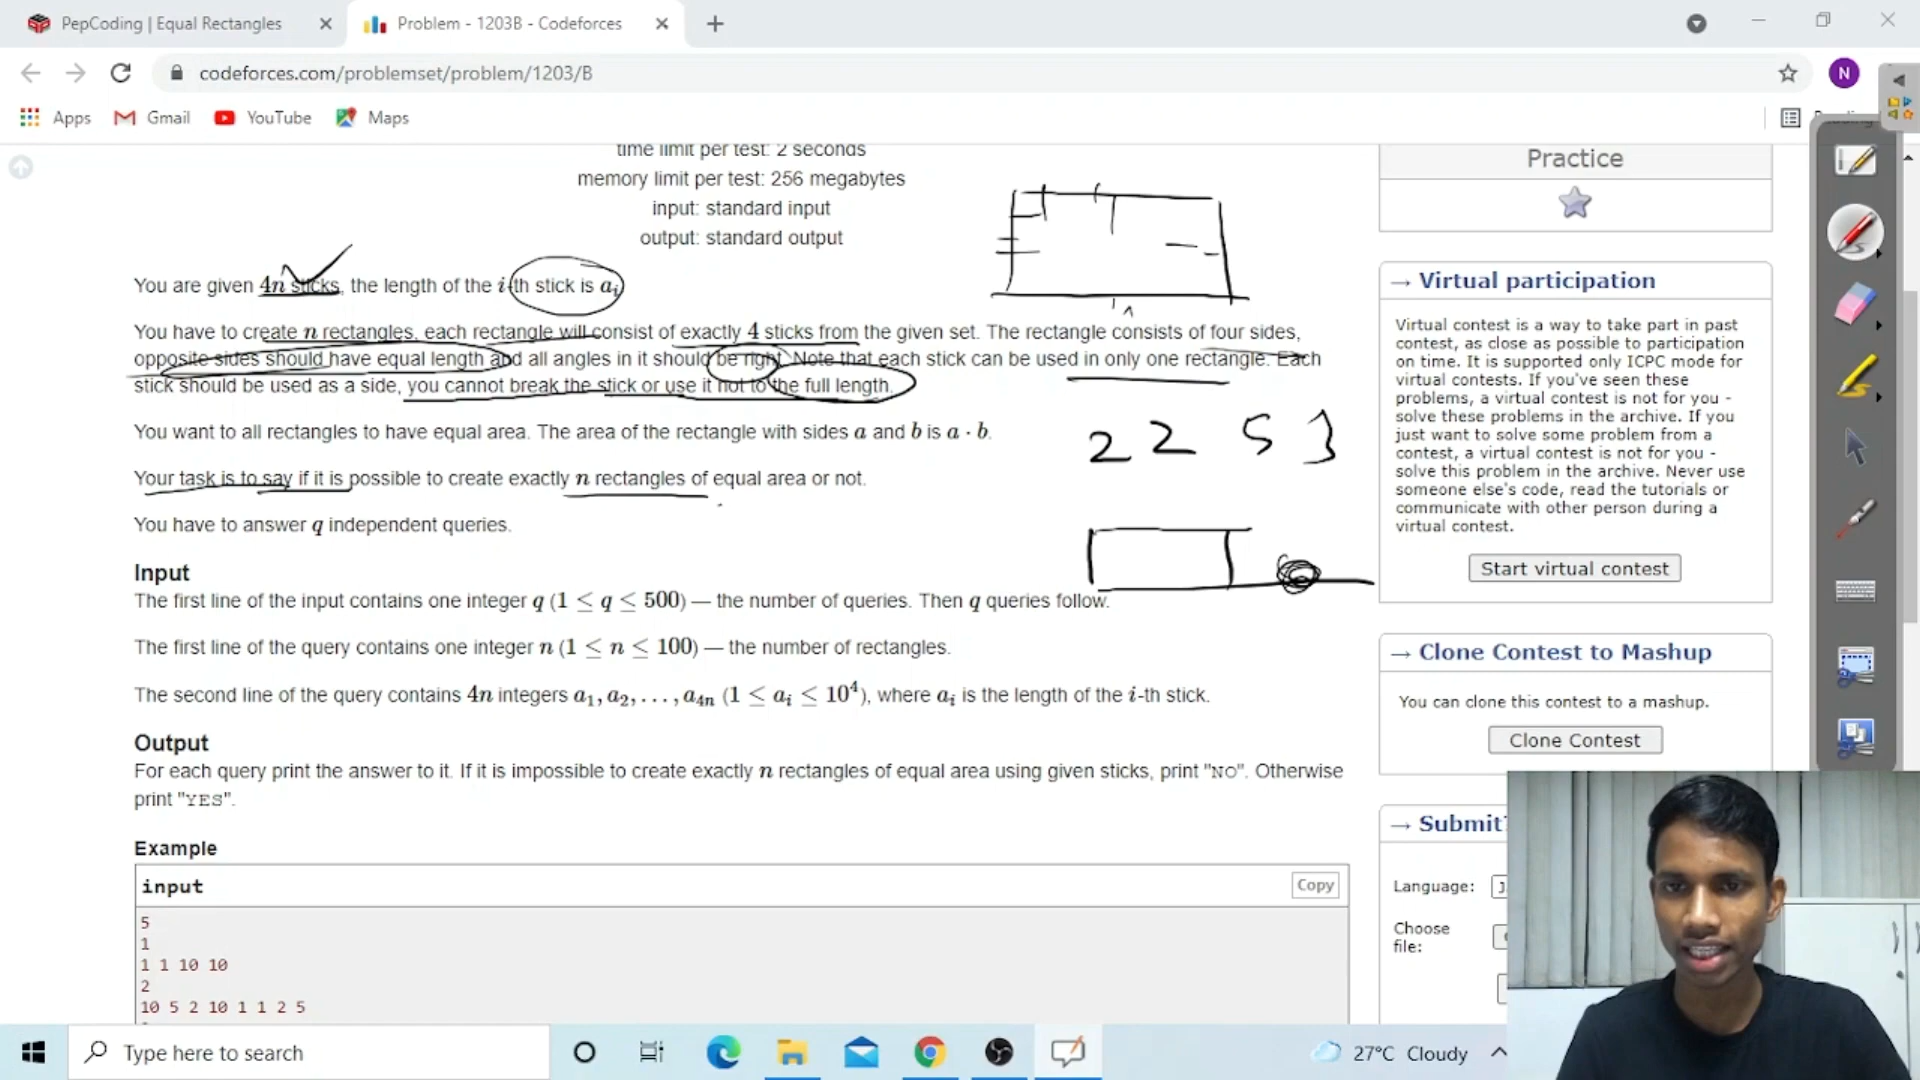 PepCoding | Equal Rectangles
Problem - 1203B - Codeforces
codeforces.com/problemset/problem/1203/B
N
Apps
Gmail
YouTube
Maps
time limit per test: 2 seconds
memory limit per test: 256 megabytes
input: standard input
output: standard output
You are given 4n sticks, the length of the i-th stick is aᵢ.
You have to create n rectangles, each rectangle will consist of exactly 4 sticks from the given set. The rectangle consists of four sides,
opposite sides should have equal length and all angles in it should be right. Note that each stick can be used in only one rectangle. Each
stick should be used as a side, you cannot break the stick or use it not to the full length.
You want to all rectangles to have equal area. The area of the rectangle with sides a and b is a · b.
Your task is to say if it is possible to create exactly n rectangles of equal area or not.
You have to answer q independent queries.
2 2 5 3
Input
The first line of the input contains one integer q (1 ≤ q ≤ 500) — the number of queries. Then q queries follow.
The first line of the query contains one integer n (1 ≤ n ≤ 100) — the number of rectangles.
The second line of the query contains 4n integers a₁, a₂, . . . , a₄ₙ (1 ≤ aᵢ ≤ 10⁴), where aᵢ is the length of the i-th stick.
Output
For each query print the answer to it. If it is impossible to create exactly n rectangles of equal area using given sticks, print "NO". Otherwise
print "YES".
Example
input
Copy
5
1
1 1 10 10
2
10 5 2 10 1 1 2 5
Practice
→ Virtual participation
Virtual contest is a way to take part in past
contest, as close as possible to participation
on time. It is supported only ICPC mode for
virtual contests. If you've seen these
problems, a virtual contest is not for you -
solve these problems in the archive. If you
just want to solve some problem from a
contest, a virtual contest is not for you -
solve this problem in the archive. Never use
someone else's code, read the tutorials or
communicate with other person during a
virtual contest.
Start virtual contest
→ Clone Contest to Mashup
You can clone this contest to a mashup.
Clone Contest
→ Submit?
Language:
Choose
file:
Type here to search
27°C Cloudy